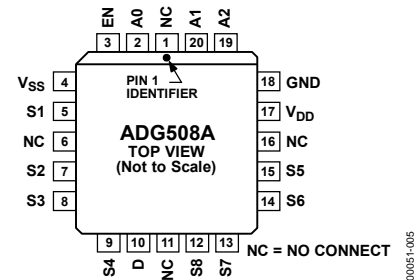 EN A0 NC A1 A2
3 2 1 20 19
VSS 4
S1 5
NC 6
S2 7
S3 8
PIN 1
IDENTIFIER
ADG508A
TOP VIEW
(Not to Scale)
18 GND
17 VDD
16 NC
15 S5
14 S6
9 10 11 12 13
S4 D NC S8 S7
NC = NO CONNECT
00051-005